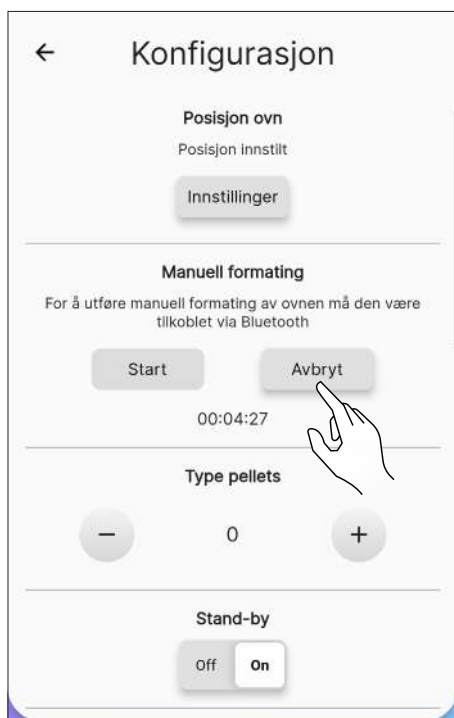 ← Konfigurasjon
Posisjon ovn
Posisjon innstilt
Innstillinger
Manuell formating
For å utføre manuell formating av ovnen må den være
tilkoblet via Bluetooth
Start Avbryt
00:04:27
Type pellets
− 0 +
Stand-by
Off On